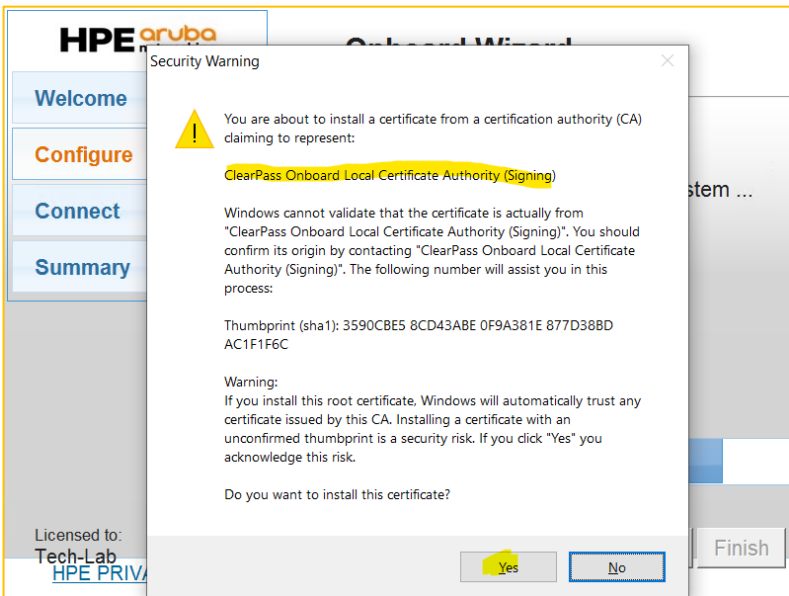 HPE aruba
Security Warning
Welcome
Configure
Connect
Summary
You are about to install a certificate from a certification authority (CA)
claiming to represent:
ClearPass Onboard Local Certificate Authority (Signing)
Windows cannot validate that the certificate is actually from
"ClearPass Onboard Local Certificate Authority (Signing)". You should
confirm its origin by contacting "ClearPass Onboard Local Certificate
Authority (Signing)". The following number will assist you in this
process:
Thumbprint (sha1): 3590CBE5 8CD43ABE 0F9A381E 877D38BD
AC1F1F6C
Warning:
If you install this root certificate, Windows will automatically trust any
certificate issued by this CA. Installing a certificate with an
unconfirmed thumbprint is a security risk. If you click "Yes" you
acknowledge this risk.
Do you want to install this certificate?
Yes
No
stem ...
Licensed to:
Tech-Lab
HPE PRIVA
Finish